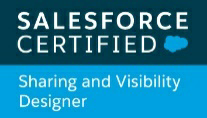 SALESFORCE
CERTIFIED
Sharing and Visibility
Designer